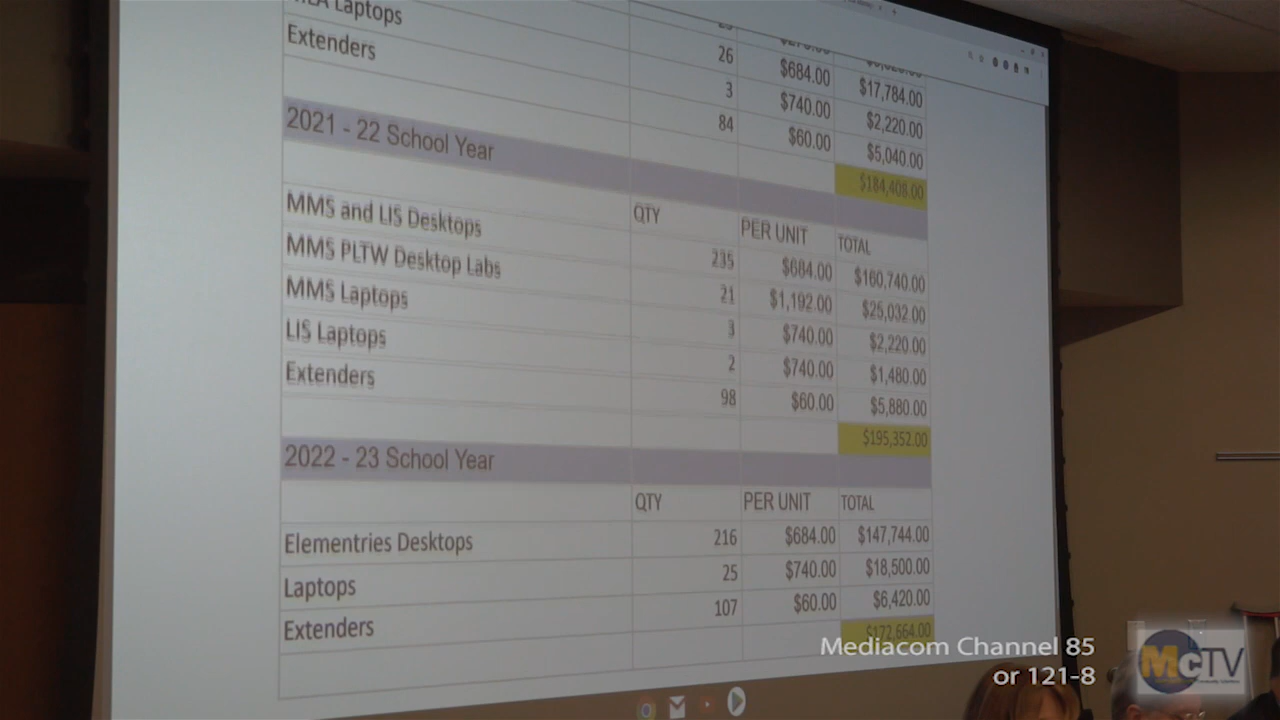 Laptops
$684.00
Extenders 26 $17,784.00
3 $740.00 $2,220.00
84 $60.00 $5,040.00
$184,408.00
2021 - 22 School Year
QTY PER UNIT TOTAL
MMS and LIS Desktops 235 $684.00 $160,740.00
MMS PLTW Desktop Labs 21 $1,192.00 $25,032.00
MMS Laptops 3 $740.00 $2,220.00
LIS Laptops 2 $740.00 $1,480.00
Extenders 98 $60.00 $5,880.00
$195,352.00
2022 - 23 School Year
QTY PER UNIT TOTAL
Elementries Desktops 216 $684.00 $147,744.00
Laptops 25 $740.00 $18,500.00
Extenders 107 $60.00 $6,420.00
$172,664.00
Mediacom Channel 85
or 121-8
McTV